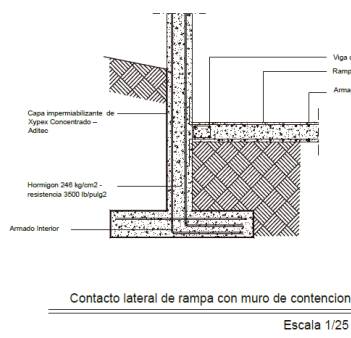 Viga d
Ramp
Arma
Capa impermiabilizante de
Xypex Concentrado –
Aditec
Hormigon 246 kg/cm2 -
resistencia 3500 lb/pulg2
Armado Interior
Contacto lateral de rampa con muro de contencion
Escala 1/25